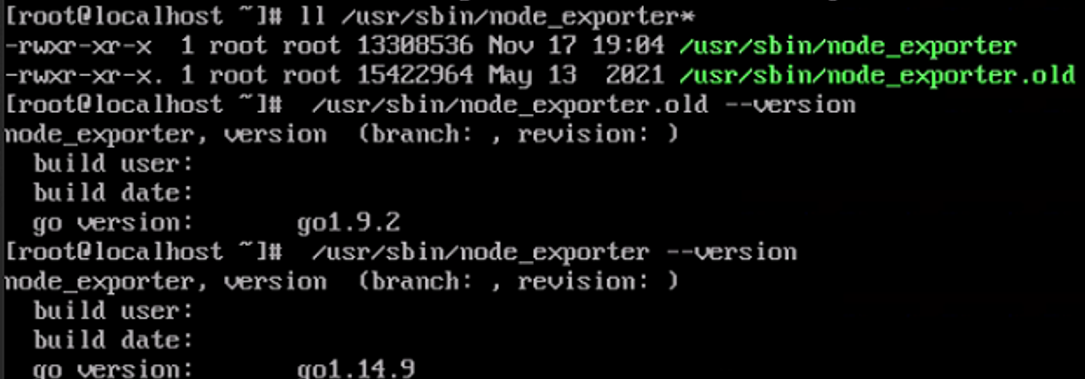 [root@localhost ~]# ll /usr/sbin/node_exporter*
-rwxr-xr-x  1 root root 13308536 Nov 17 19:04 /usr/sbin/node_exporter
-rwxr-xr-x. 1 root root 15422964 May 13  2021 /usr/sbin/node_exporter.old
[root@localhost ~]#  /usr/sbin/node_exporter.old --version
node_exporter, version  (branch: , revision: )
  build user:
  build date:
  go version:       go1.9.2
[root@localhost ~]#  /usr/sbin/node_exporter --version
node_exporter, version  (branch: , revision: )
  build user:
  build date:
  go version:       go1.14.9